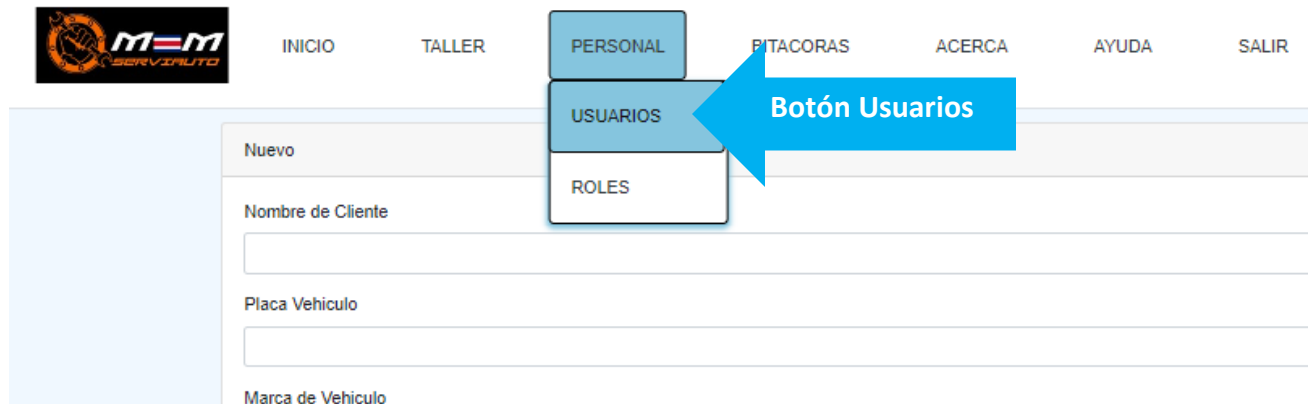 M=M
SERVIAUTO
INICIO TALLER PERSONAL BITACORAS ACERCA AYUDA SALIR
USUARIOS
Botón Usuarios
Nuevo
ROLES
Nombre de Cliente
Placa Vehiculo
Marca de Vehiculo